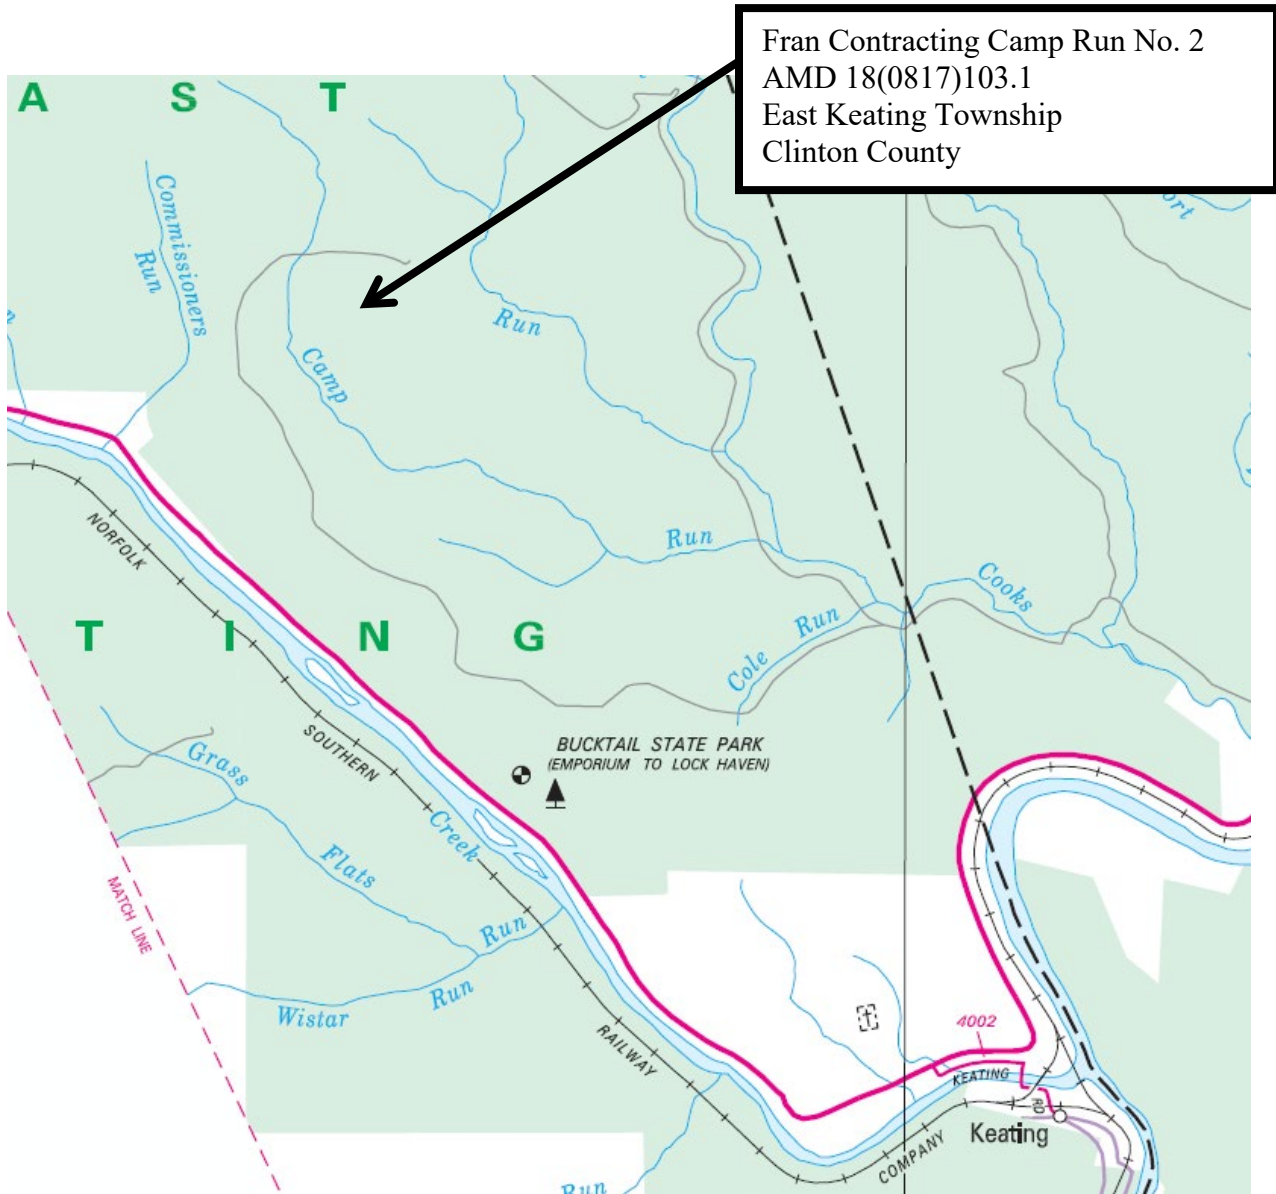 Fran Contracting Camp Run No. 2
AMD 18(0817)103.1
East Keating Township
Clinton County
A S T
Commissioners
Run
Run
Camp
Run
NORFOLK
Cooks
Cole Run
T I N G
SOUTHERN
BUCKTAIL STATE PARK
(EMPORIUM TO LOCK HAVEN)
Grass
Flats
Run
Creek
MATCH LINE
Wistar Run
RAILWAY
4002
KEATING
RD
Keating
COMPANY
Run